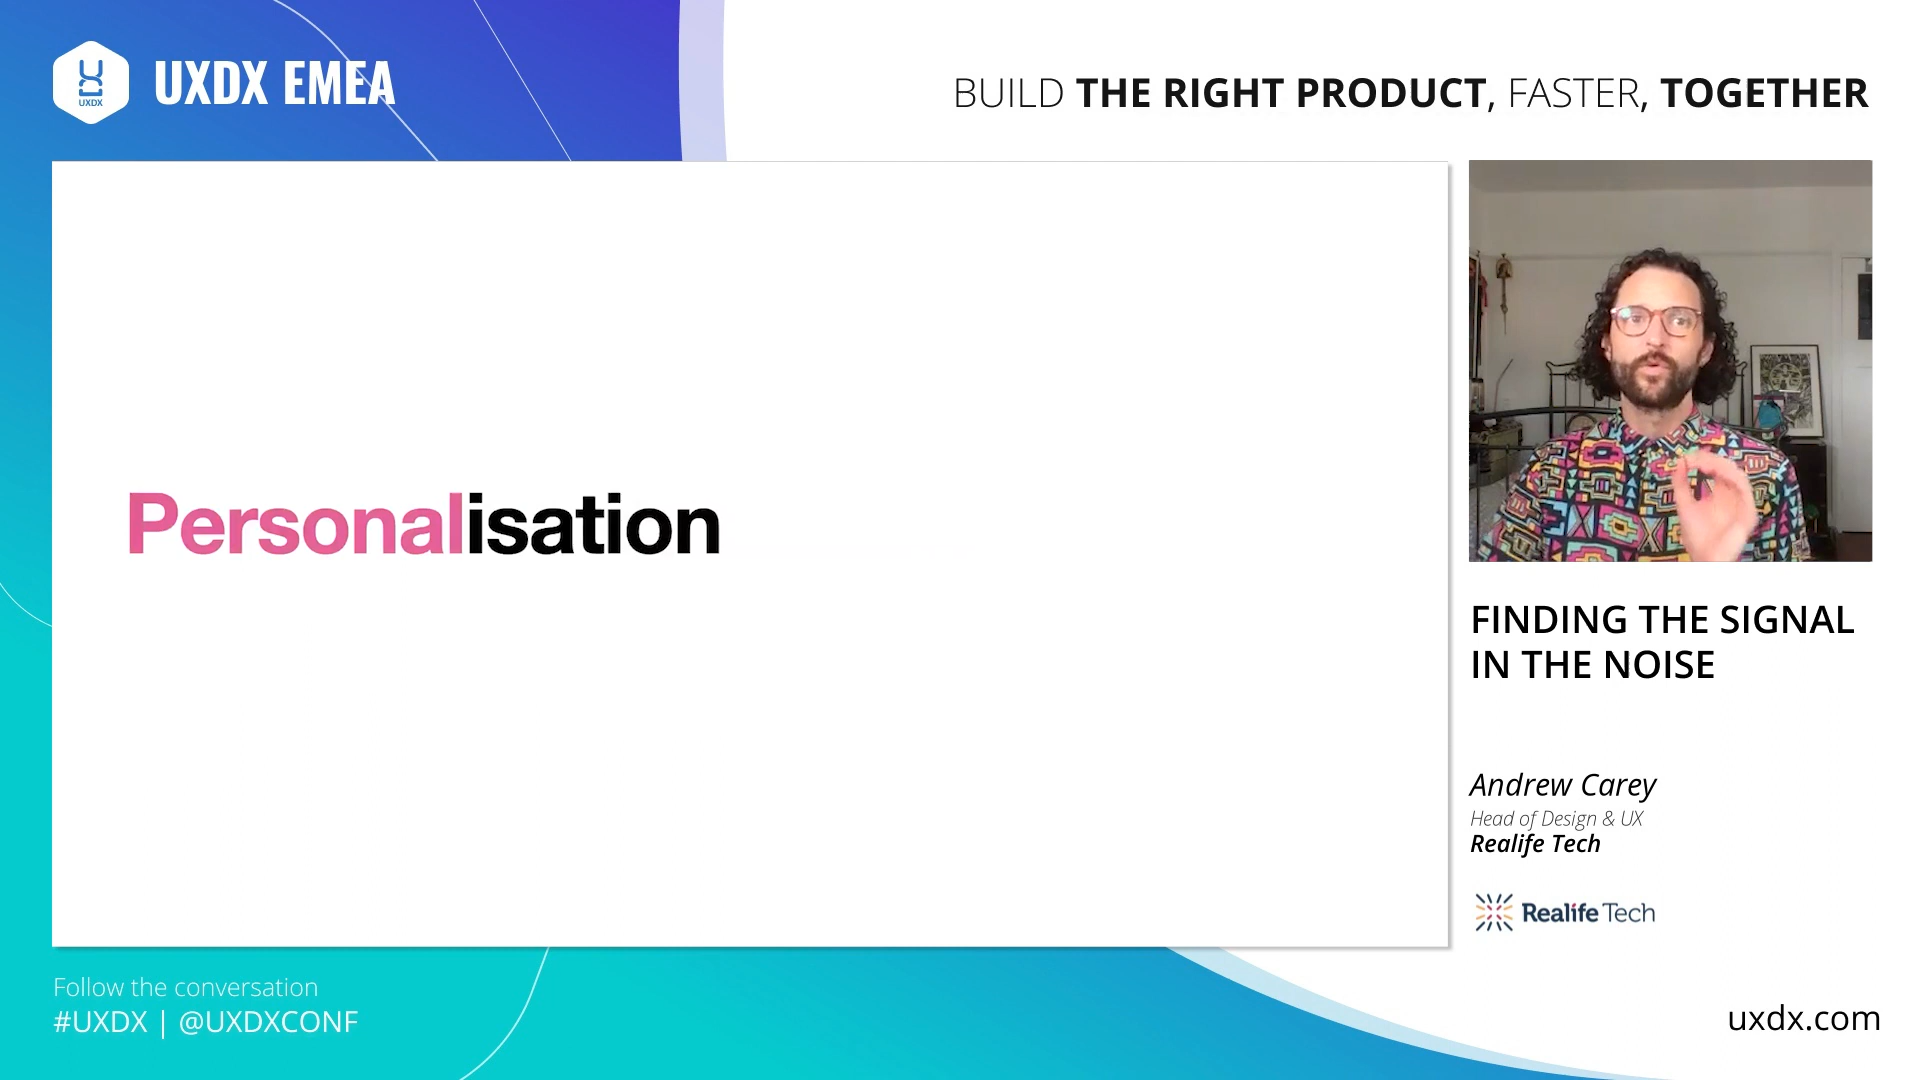 UXDX
UXDX EMEA
BUILD THE RIGHT PRODUCT, FASTER, TOGETHER
Personalisation
FINDING THE SIGNAL
IN THE NOISE
Andrew Carey
Head of Design & UX
Realife Tech
Realife Tech
Follow the conversation
#UXDX | @UXDXCONF
uxdx.com